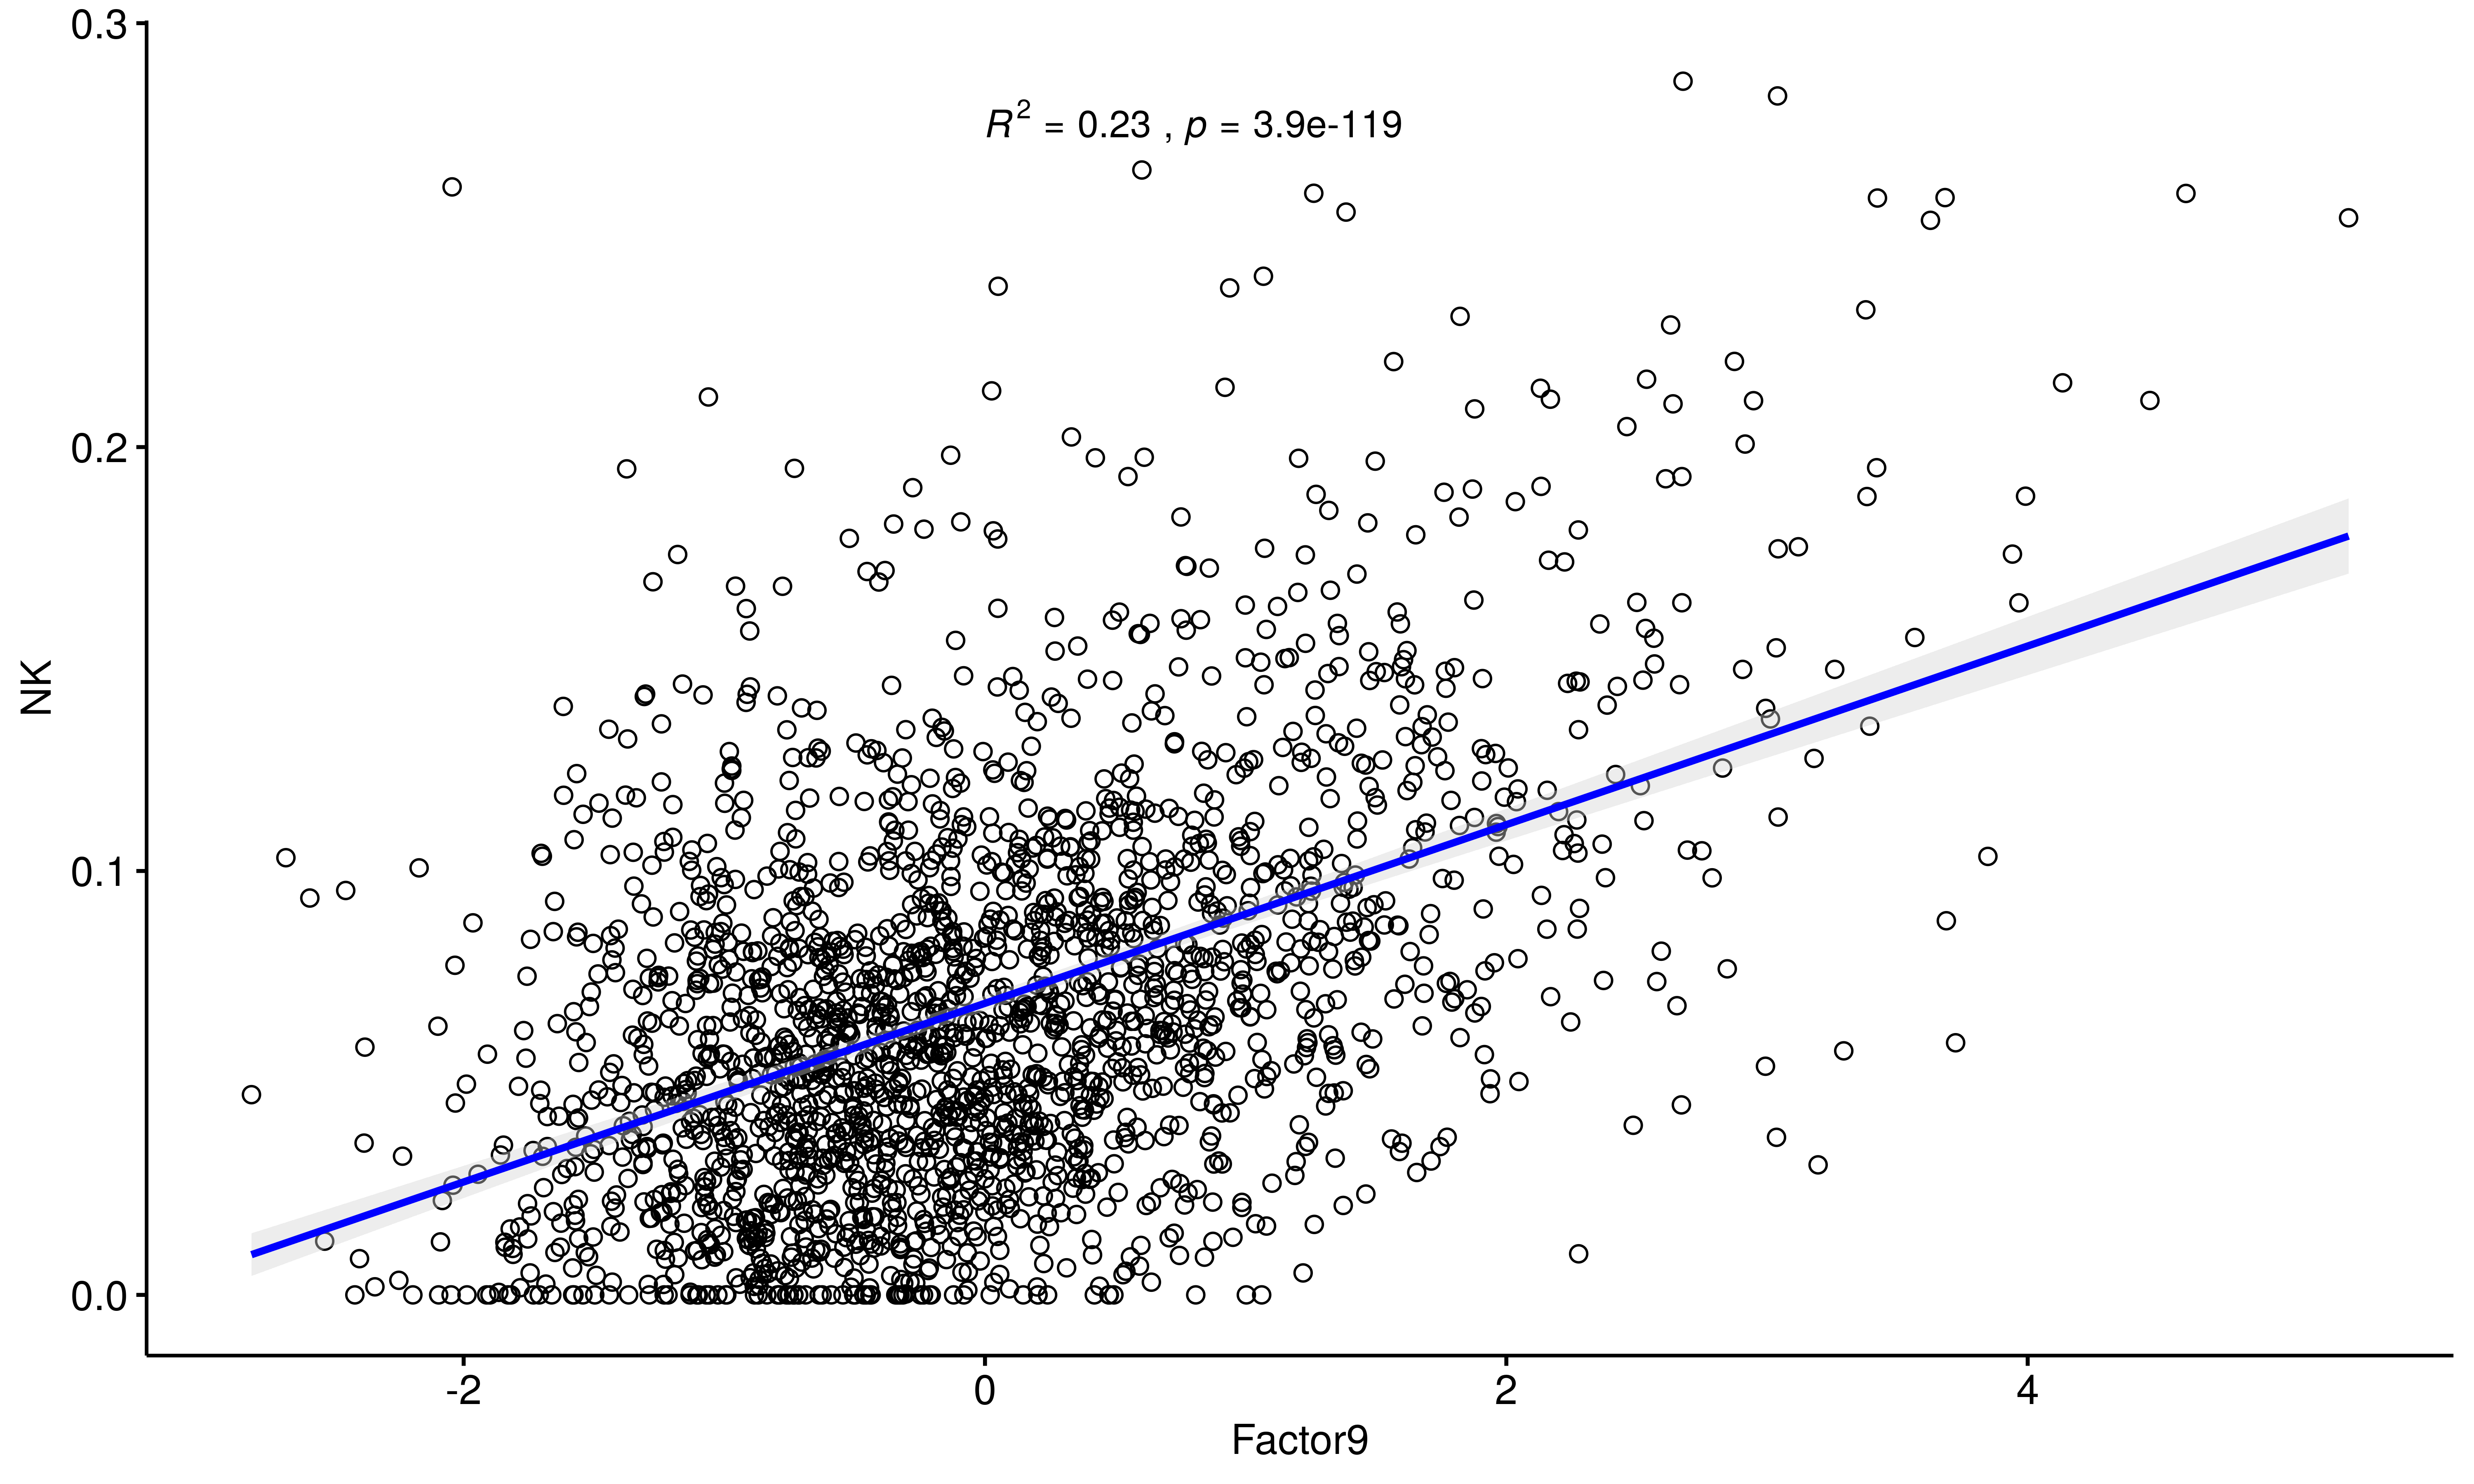 0.3
R² = 0.23 , p = 3.9e-119
0.2
NK
0.1
0.0
-2 0 2 4
Factor9